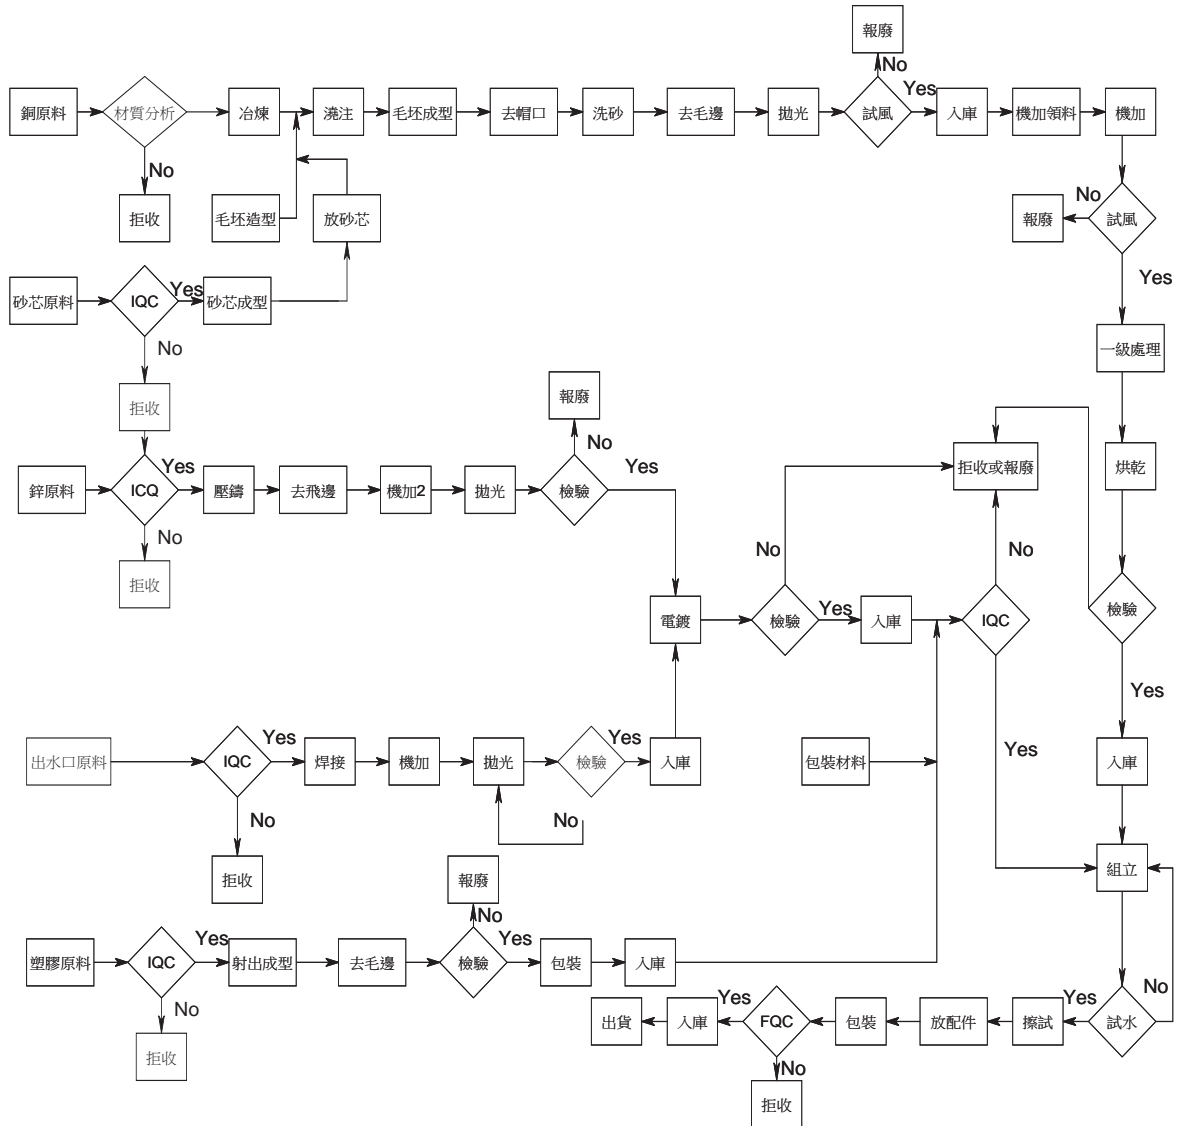 報廢
No
Yes
銅原料
材質分析
冶煉
澆注
毛坯成型
去帽口
洗砂
去毛邊
拋光
試風
入庫
機加領料
機加
No
拒收
毛坯造型
放砂芯
No
報廢
試風
Yes
砂芯原料
IQC
Yes
砂芯成型
No
一級處理
拒收
報廢
No
Yes
Yes
鋅原料
ICQ
壓鑄
去飛邊
機加2
拋光
檢驗
拒收或報廢
烘乾
No
拒收
No
No
電鍍
檢驗
Yes
入庫
IQC
檢驗
Yes
出水口原料
IQC
Yes
焊接
機加
拋光
檢驗
Yes
入庫
包裝材料
Yes
入庫
No
No
拒收
報廢
No
組立
塑膠原料
IQC
Yes
射出成型
去毛邊
檢驗
Yes
包裝
入庫
No
拒收
出貨
入庫
Yes
FQC
包裝
放配件
擦試
Yes
試水
No
No
拒收